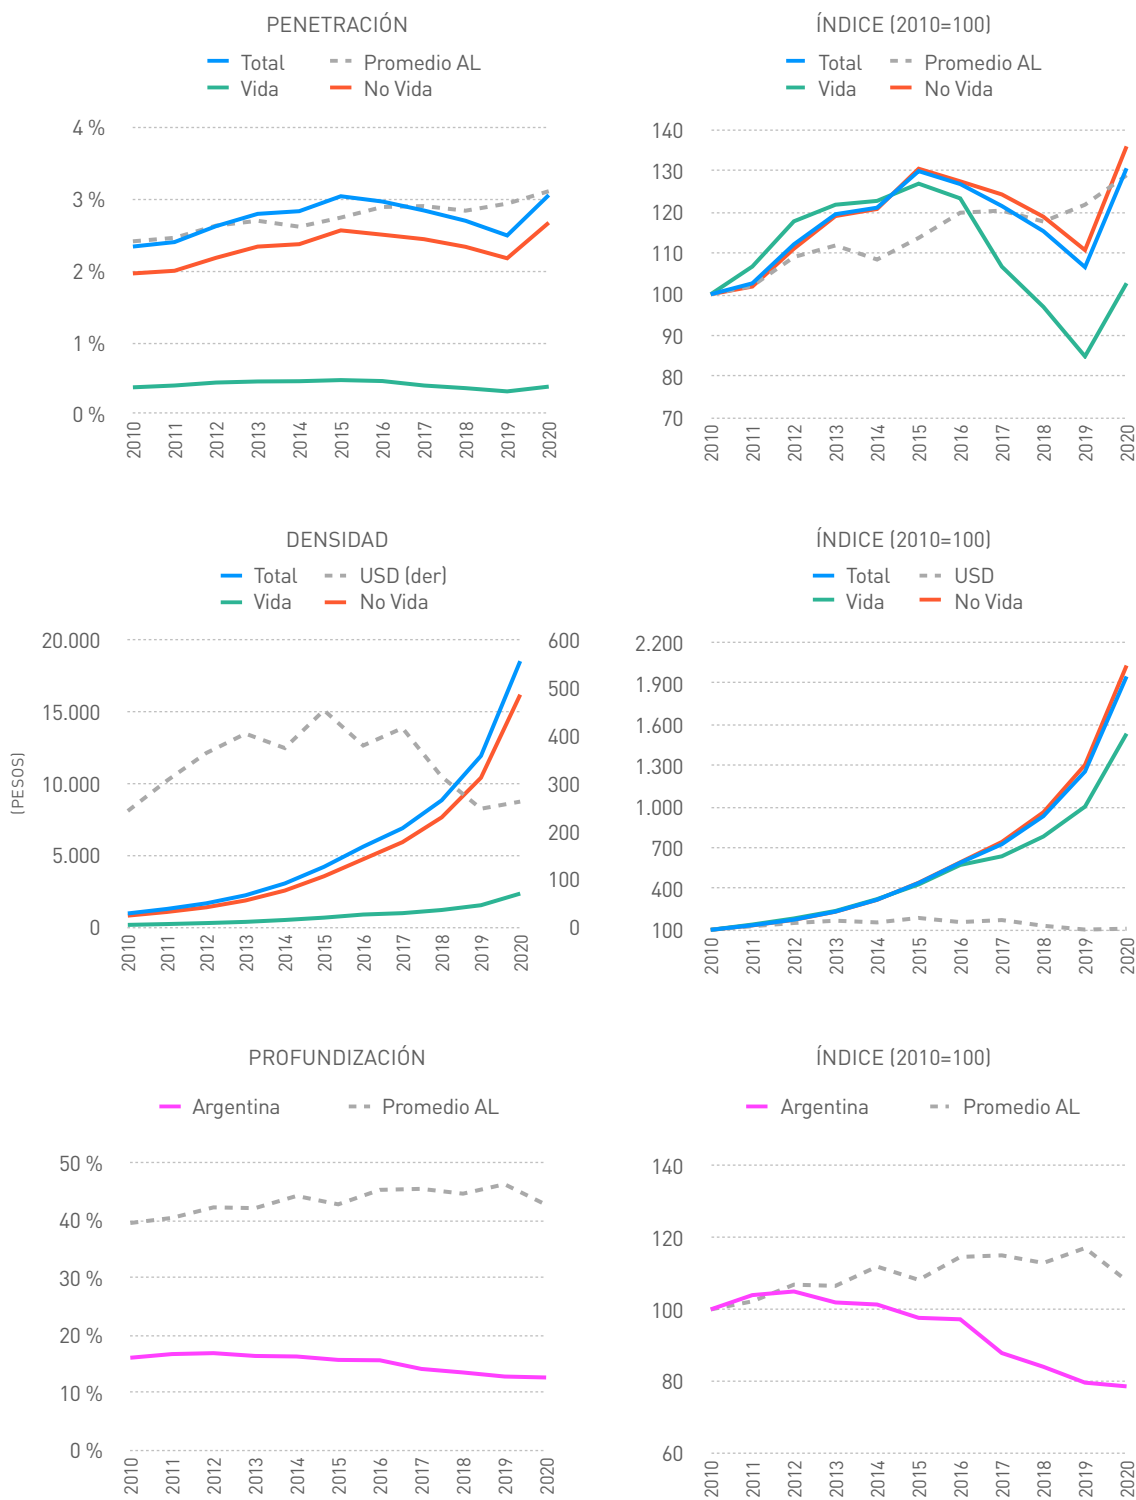 PENETRACIÓN
Total Promedio AL
Vida No Vida
4 %
3 %
2 %
1 %
0 %
2010 2011 2012 2013 2014 2015 2016 2017 2018 2019 2020
ÍNDICE (2010=100)
Total Promedio AL
Vida No Vida
140
130
120
110
100
90
80
70
2010 2011 2012 2013 2014 2015 2016 2017 2018 2019 2020
DENSIDAD
Total USD (der)
Vida No Vida
(PESOS)
20.000 600
500
15.000
400
10.000 300
200
5.000
100
0 0
2010 2011 2012 2013 2014 2015 2016 2017 2018 2019 2020
ÍNDICE (2010=100)
Total USD
Vida No Vida
2.200
1.900
1.600
1.300
1.000
700
400
100
2010 2011 2012 2013 2014 2015 2016 2017 2018 2019 2020
PROFUNDIZACIÓN
Argentina Promedio AL
50 %
40 %
30 %
20 %
10 %
0 %
2010 2011 2012 2013 2014 2015 2016 2017 2018 2019 2020
ÍNDICE (2010=100)
Argentina Promedio AL
140
120
100
80
60
2010 2011 2012 2013 2014 2015 2016 2017 2018 2019 2020